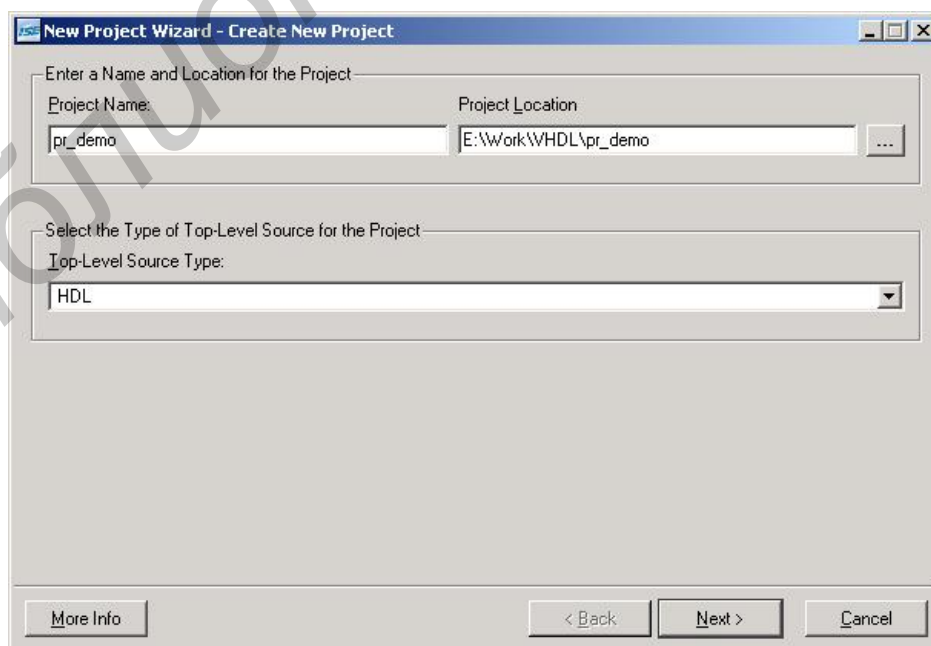 ISE New Project Wizard - Create New Project
Enter a Name and Location for the Project
Project Name:
Project Location
pr_demo
E:\Work\VHDL\pr_demo
...
Select the Type of Top-Level Source for the Project
Top-Level Source Type:
HDL
More Info
< Back
Next >
Cancel